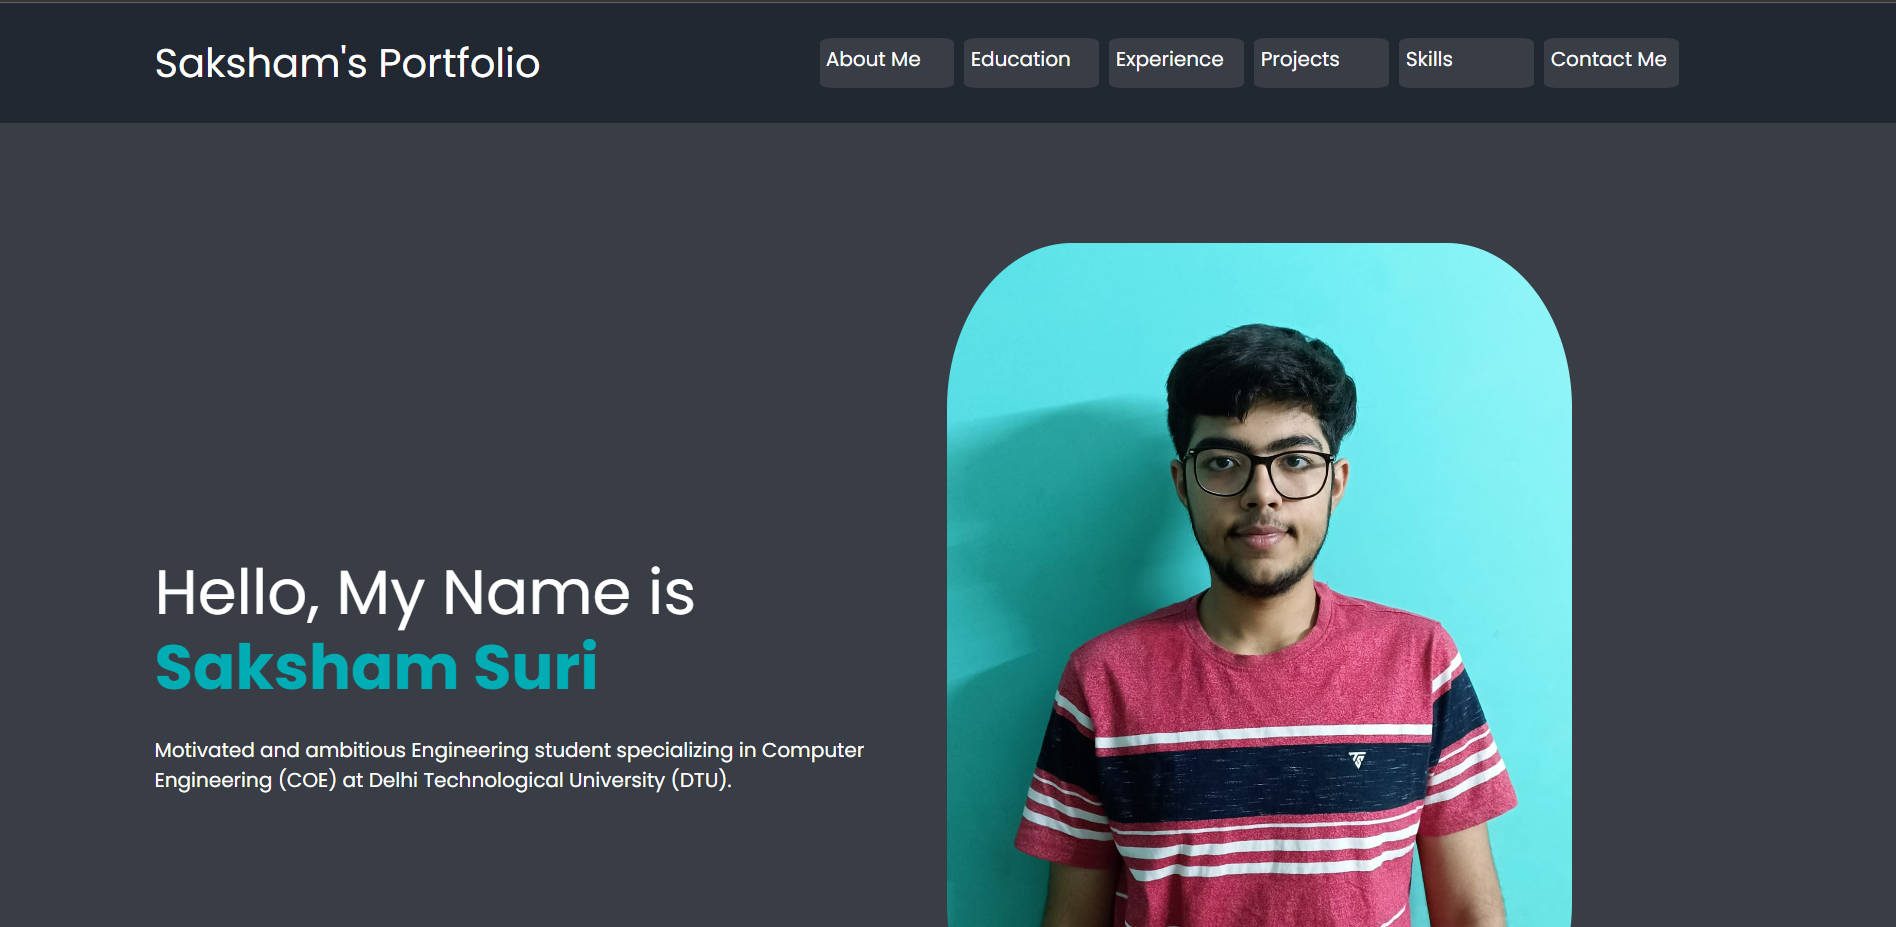 Saksham's Portfolio
About Me
Education
Experience
Projects
Skills
Contact Me
Hello, My Name is
Saksham Suri
Motivated and ambitious Engineering student specializing in Computer
Engineering (COE) at Delhi Technological University (DTU).